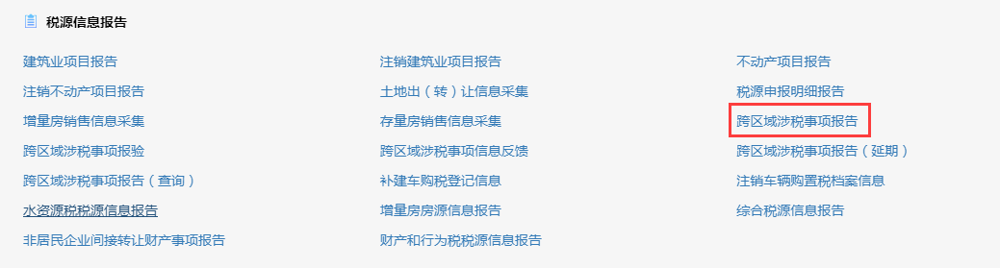 税源信息报告
建筑业项目报告 注销建筑业项目报告 不动产项目报告
注销不动产项目报告 土地出（转）让信息采集 税源申报明细报告
增量房销售信息采集 存量房销售信息采集 跨区域涉税事项报告
跨区域涉税事项报验 跨区域涉税事项信息反馈 跨区域涉税事项报告（延期）
跨区域涉税事项报告（查询） 补建车购税登记信息 注销车辆购置税档案信息
水资源税税源信息报告 增量房房源信息报告 综合税源信息报告
非居民企业间接转让财产事项报告 财产和行为税税源信息报告